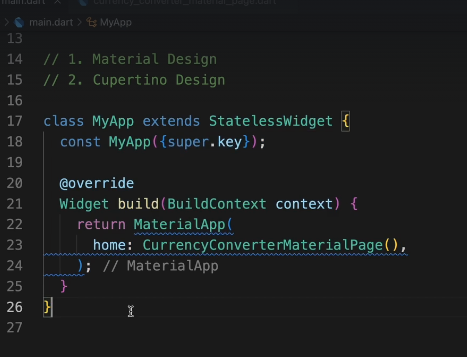 main.dart
currency_converter_material_page.dart
main.dart > MyApp
13
14 // 1. Material Design
15 // 2. Cupertino Design
16
17 class MyApp extends StatelessWidget {
18 const MyApp({super.key});
19
20 @override
21 Widget build(BuildContext context) {
22 return MaterialApp(
23 home: CurrencyConverterMaterialPage(),
24 ); // MaterialApp
25 }
26 }
27